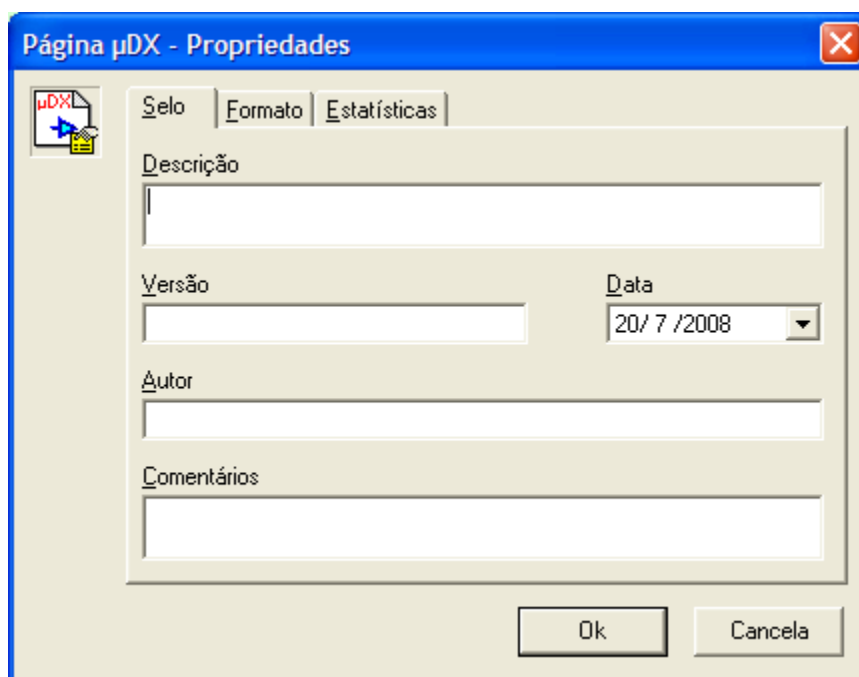 Página µDX - Propriedades
µDX
Selo Formato Estatísticas
Descrição
Versão Data
20/ 7 /2008
Autor
Comentários
Ok Cancela